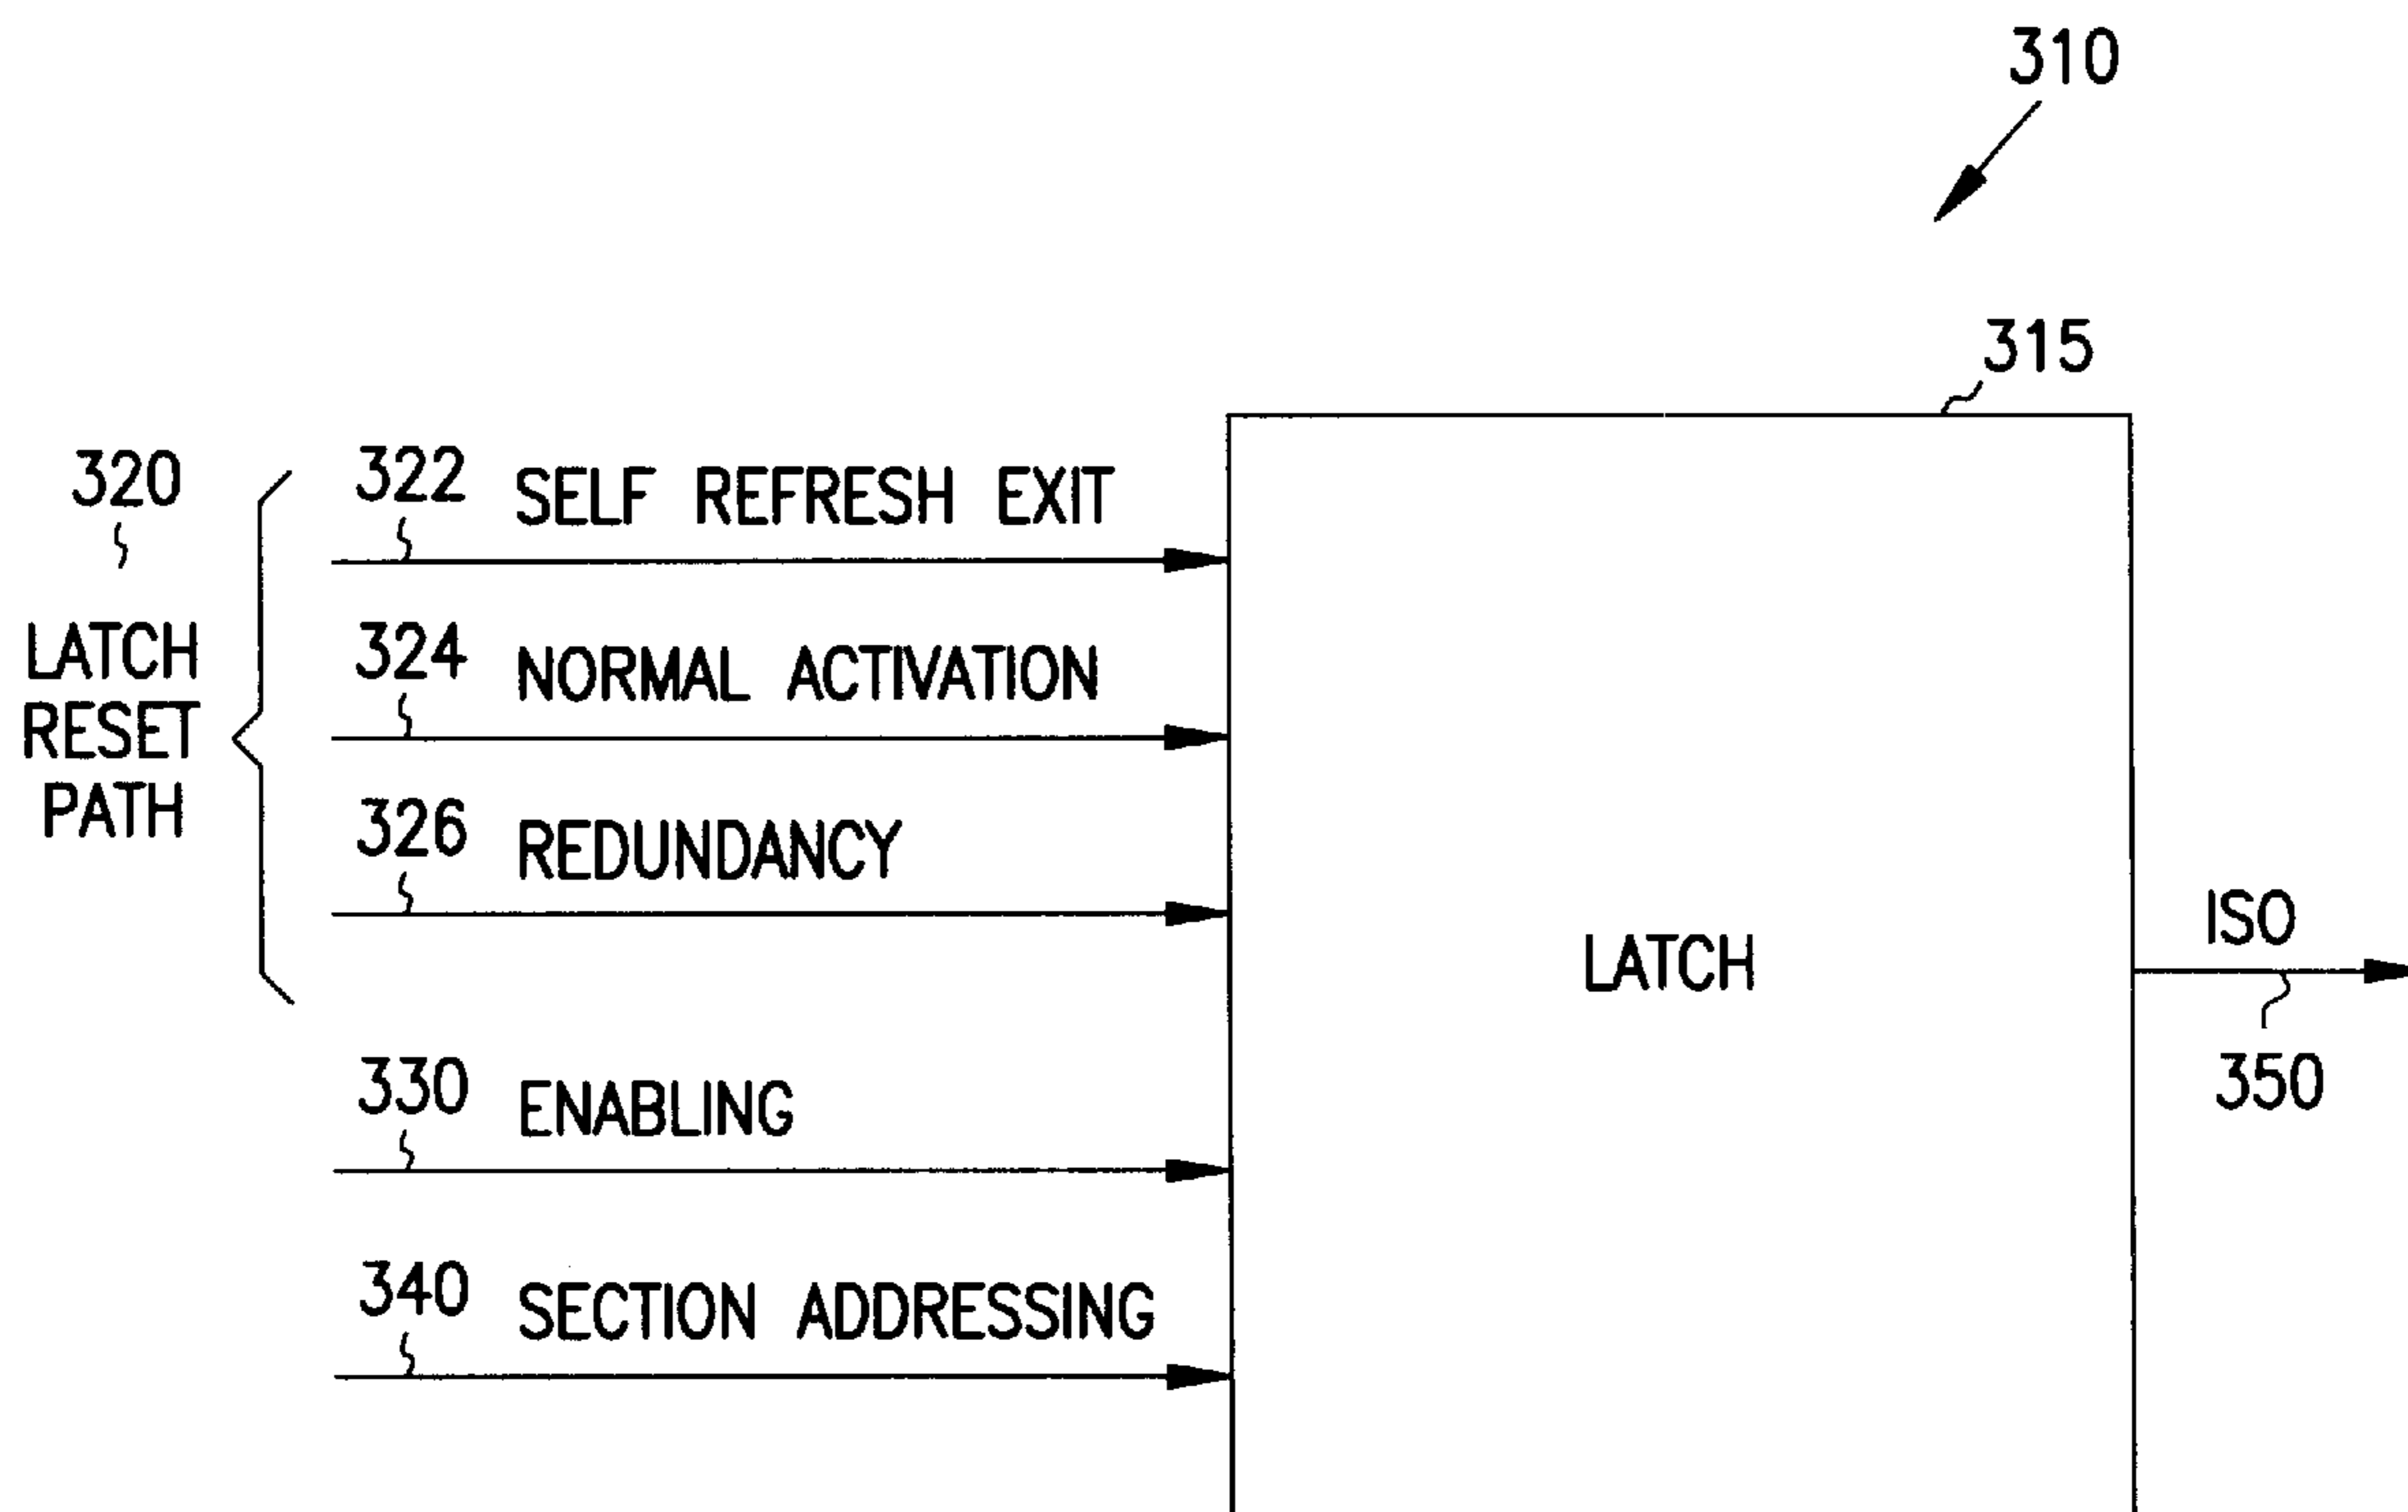 310
315
320
LATCH
RESET
PATH
322 SELF REFRESH EXIT
324 NORMAL ACTIVATION
326 REDUNDANCY
330 ENABLING
340 SECTION ADDRESSING
LATCH
ISO
350